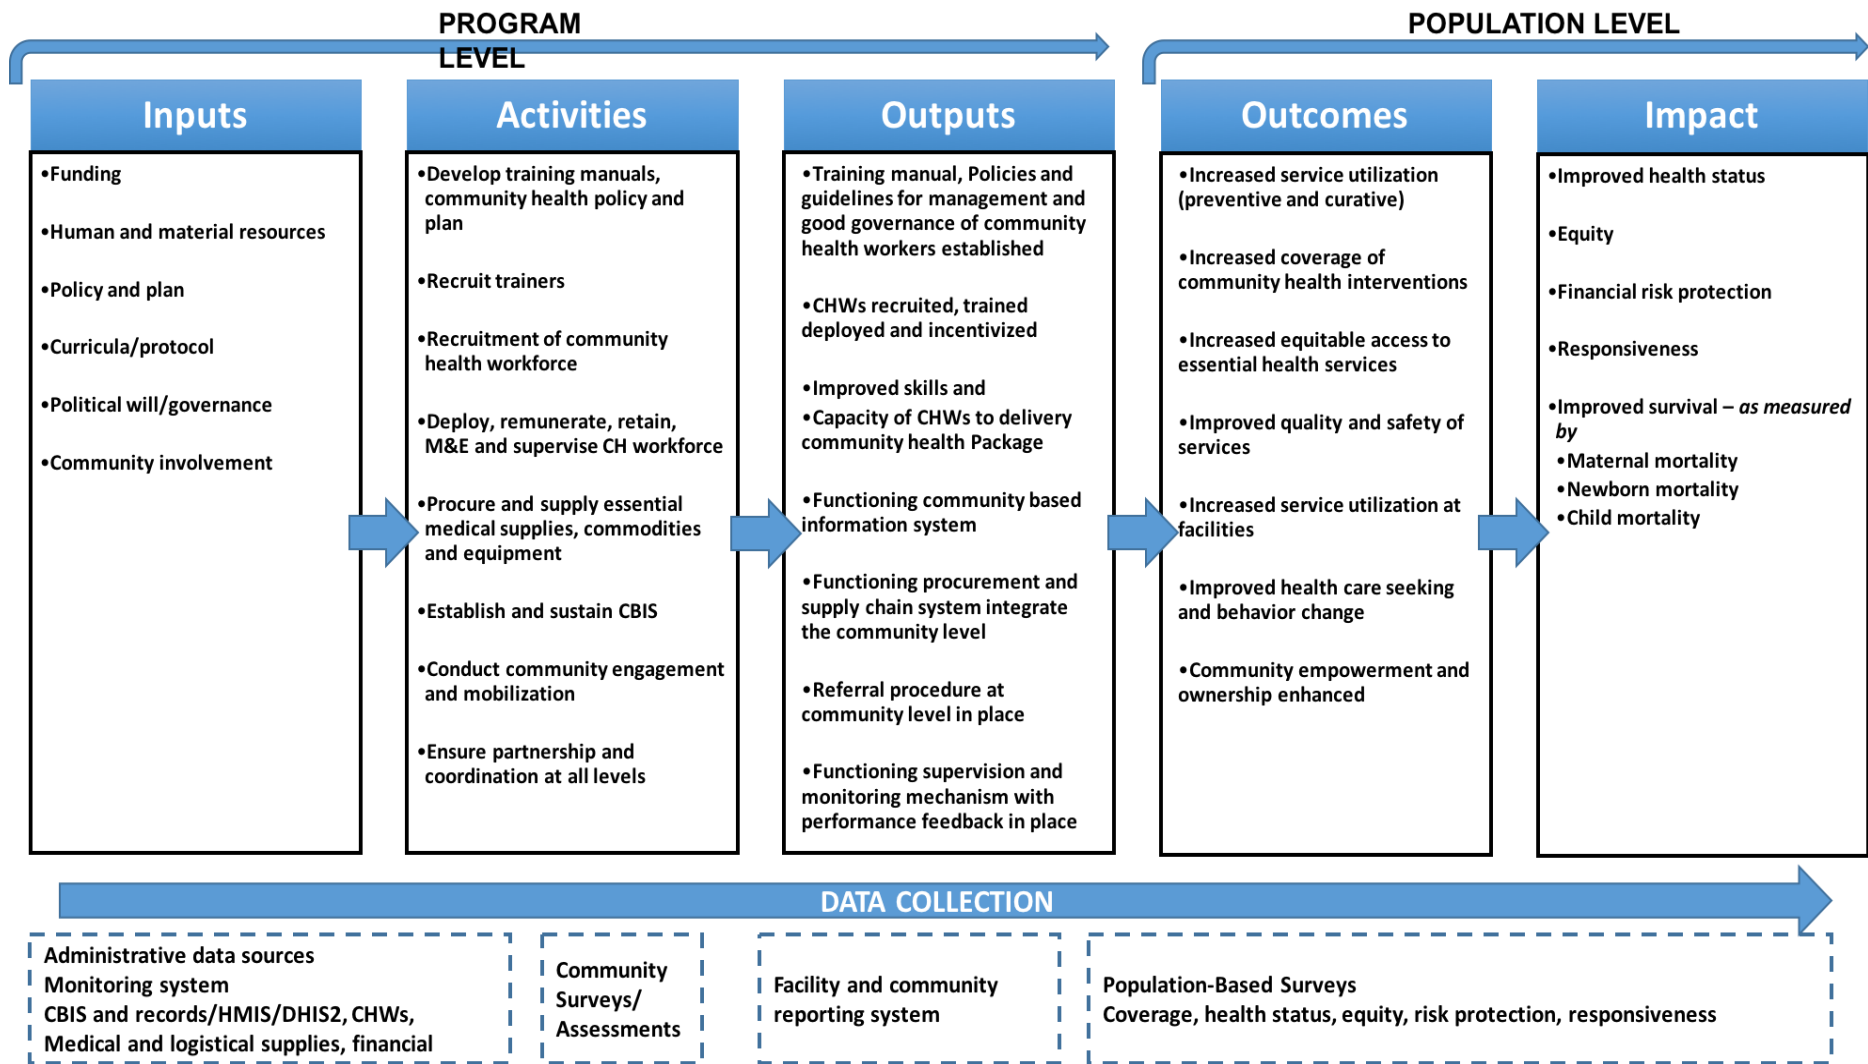 PROGRAM
LEVEL
POPULATION LEVEL
Inputs
•Funding
•Human and material resources
•Policy and plan
•Curricula/protocol
•Political will/governance
•Community involvement
Activities
•Develop training manuals,
community health policy and
plan
•Recruit trainers
•Recruitment of community
health workforce
•Deploy, remunerate, retain,
M&E and supervise CH workforce
•Procure and supply essential
medical supplies, commodities
and equipment
•Establish and sustain CBIS
•Conduct community engagement
and mobilization
•Ensure partnership and
coordination at all levels
Outputs
•Training manual, Policies and
guidelines for management and
good governance of community
health workers established
•CHWs recruited, trained
deployed and incentivized
•Improved skills and
•Capacity of CHWs to delivery
community health Package
•Functioning community based
information system
•Functioning procurement and
supply chain system integrate
the community level
•Referral procedure at
community level in place
•Functioning supervision and
monitoring mechanism with
performance feedback in place
Outcomes
•Increased service utilization
(preventive and curative)
•Increased coverage of
community health interventions
•Increased equitable access to
essential health services
•Improved quality and safety of
services
•Increased service utilization at
facilities
•Improved health care seeking
and behavior change
•Community empowerment and
ownership enhanced
Impact
•Improved health status
•Equity
•Financial risk protection
•Responsiveness
•Improved survival – as measured
by
•Maternal mortality
•Newborn mortality
•Child mortality
DATA COLLECTION
Administrative data sources
Monitoring system
CBIS and records/HMIS/DHIS2, CHWs,
Medical and logistical supplies, financial
Community
Surveys/
Assessments
Facility and community
reporting system
Population-Based Surveys
Coverage, health status, equity, risk protection, responsiveness